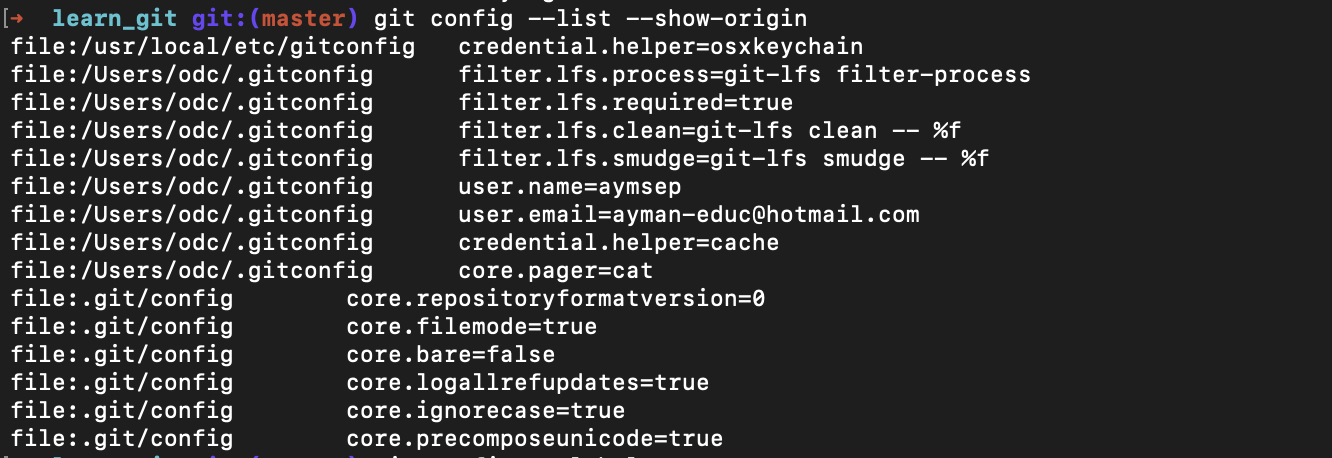 [➜  learn_git git:(master) git config --list --show-origin
file:/usr/local/etc/gitconfig   credential.helper=osxkeychain
file:/Users/odc/.gitconfig      filter.lfs.process=git-lfs filter-process
file:/Users/odc/.gitconfig      filter.lfs.required=true
file:/Users/odc/.gitconfig      filter.lfs.clean=git-lfs clean -- %f
file:/Users/odc/.gitconfig      filter.lfs.smudge=git-lfs smudge -- %f
file:/Users/odc/.gitconfig      user.name=aymsep
file:/Users/odc/.gitconfig      user.email=ayman-educ@hotmail.com
file:/Users/odc/.gitconfig      credential.helper=cache
file:/Users/odc/.gitconfig      core.pager=cat
file:.git/config        core.repositoryformatversion=0
file:.git/config        core.filemode=true
file:.git/config        core.bare=false
file:.git/config        core.logallrefupdates=true
file:.git/config        core.ignorecase=true
file:.git/config        core.precomposeunicode=true